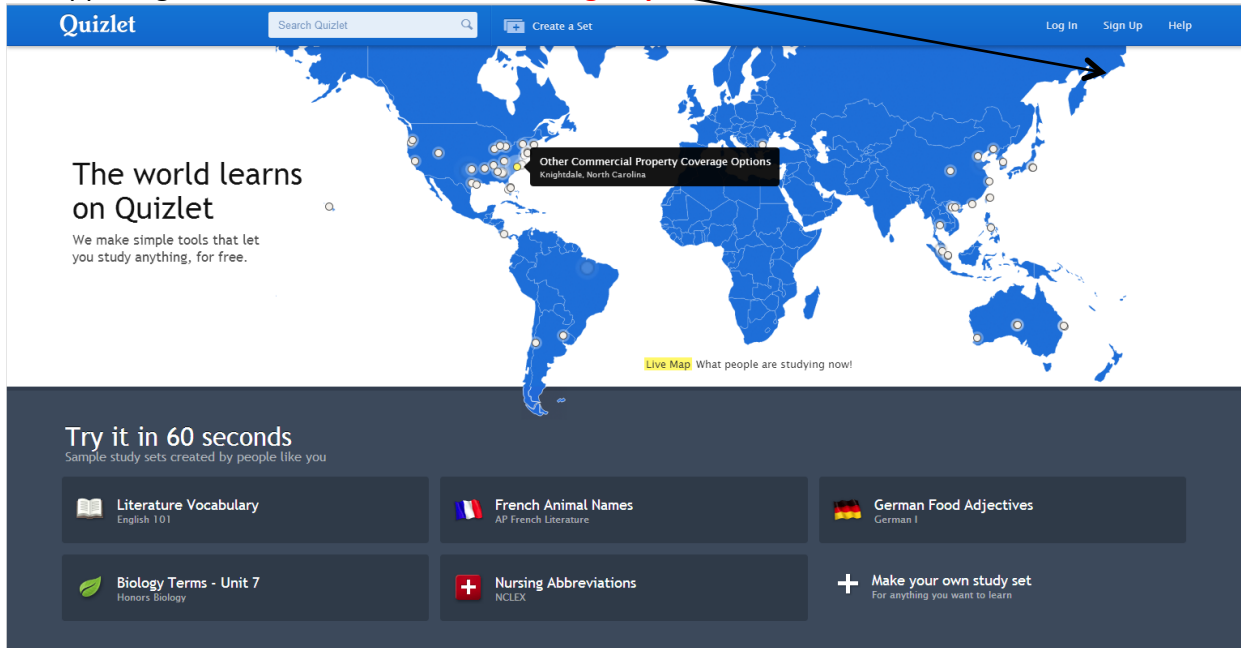 Quizlet
Search Quizlet
Create a Set
Log In
Sign Up
Help
The world learns
on Quizlet
We make simple tools that let
you study anything, for free.
Other Commercial Property Coverage Options
Knightdale, North Carolina
Live Map What people are studying now!
Try it in 60 seconds
Sample study sets created by people like you
Literature Vocabulary
English 101
French Animal Names
AP French Literature
German Food Adjectives
German I
Biology Terms - Unit 7
Honors Biology
Nursing Abbreviations
NCLEX
Make your own study set
For anything you want to learn